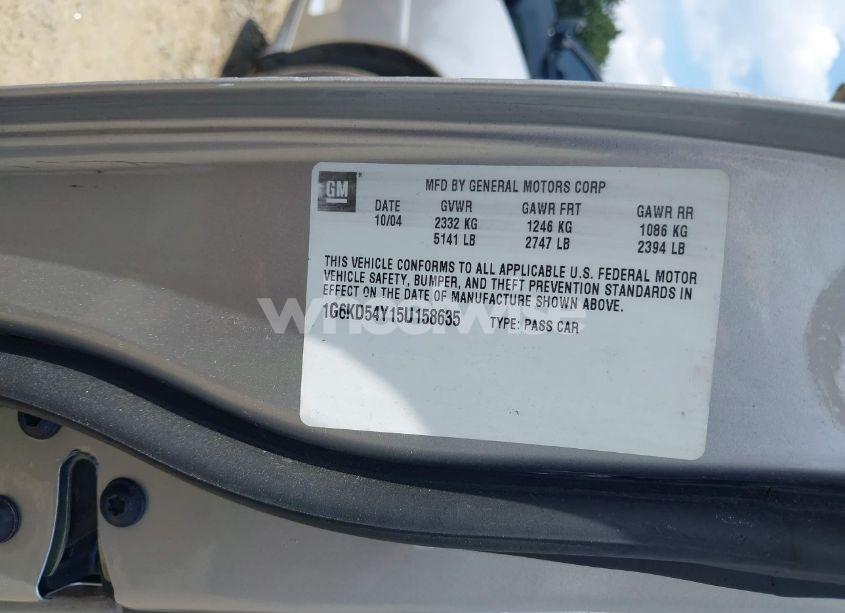 GM
MFD BY GENERAL MOTORS CORP
DATE GVWR GAWR FRT GAWR RR
10/04 2332 KG 1246 KG 1086 KG
5141 LB 2747 LB 2394 LB
THIS VEHICLE CONFORMS TO ALL APPLICABLE U.S. FEDERAL MOTOR
VEHICLE SAFETY, BUMPER, AND THEFT PREVENTION STANDARDS IN
EFFECT ON THE DATE OF MANUFACTURE SHOWN ABOVE.
1G6KD54Y15U158635 TYPE: PASS CAR